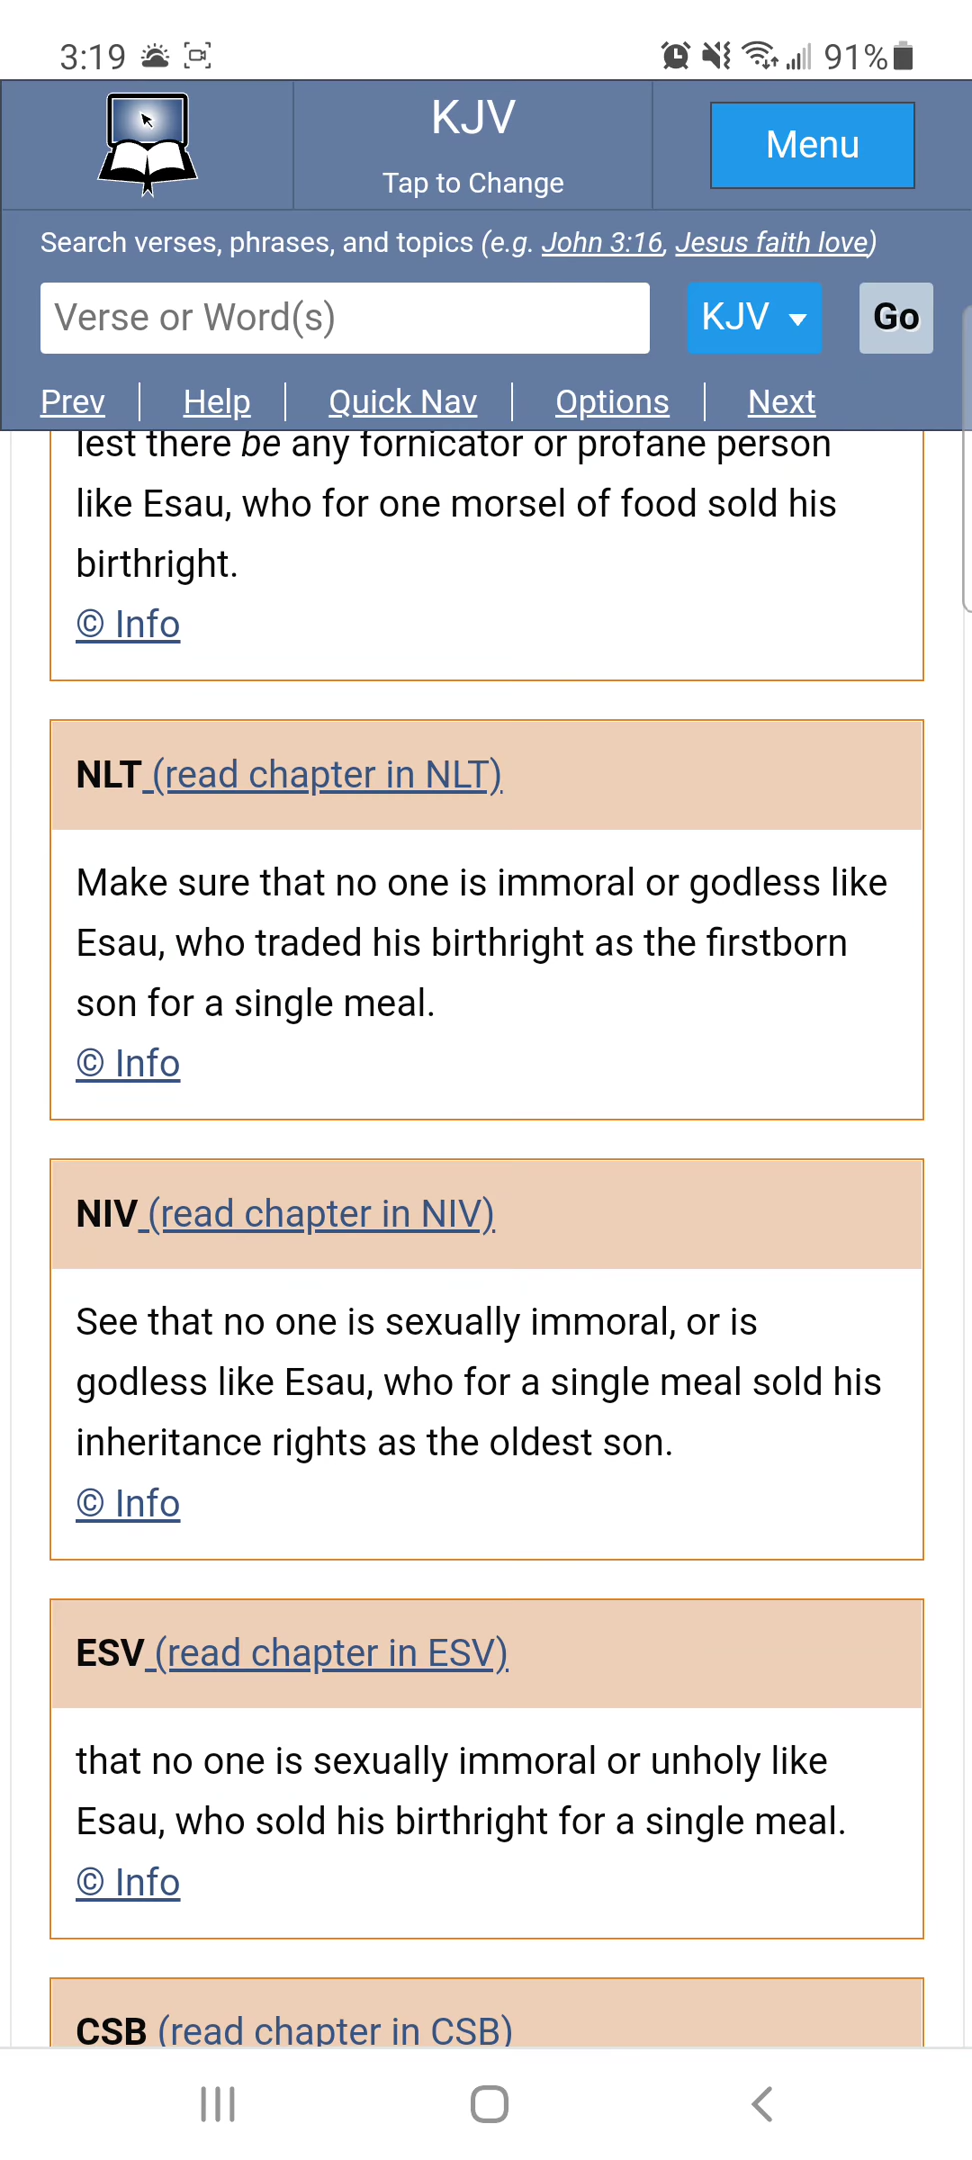 3:19 91%
KJV
Tap to Change
Menu
Search verses, phrases, and topics (e.g. John 3:16, Jesus faith love)
Verse or Word(s) KJV Go
Prev Help Quick Nav Options Next
lest there be any fornicator or profane person
like Esau, who for one morsel of food sold his
birthright.
© Info
NLT (read chapter in NLT)
Make sure that no one is immoral or godless like
Esau, who traded his birthright as the firstborn
son for a single meal.
© Info
NIV (read chapter in NIV)
See that no one is sexually immoral, or is
godless like Esau, who for a single meal sold his
inheritance rights as the oldest son.
© Info
ESV (read chapter in ESV)
that no one is sexually immoral or unholy like
Esau, who sold his birthright for a single meal.
© Info
CSB (read chapter in CSB)